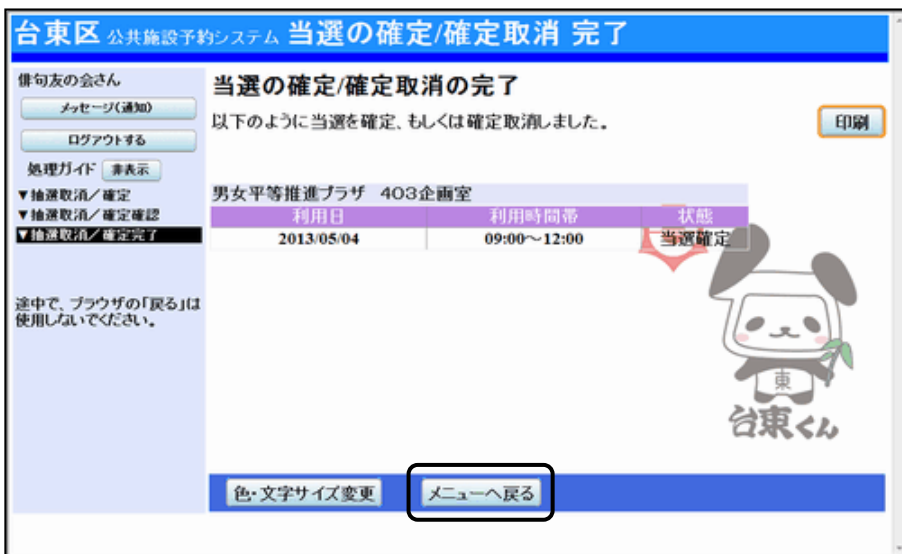 台東区 公共施設予約システム 当選の確定/確定取消 完了
俳句友の会さん
メッセージ(通知)
ログアウトする
処理ガイド 非表示
▼抽選取消/確定
▼抽選取消/確定確認
▼抽選取消/確定完了
途中で、ブラウザの「戻る」は
使用しないでください。
当選の確定/確定取消の完了
以下のように当選を確定、もしくは確定取消しました。
印刷
男女平等推進プラザ 403企画室
利用日 利用時間帯 状態
2013/05/04 09:00~12:00 当選確定
東
台東くん
色・文字サイズ変更
メニューへ戻る